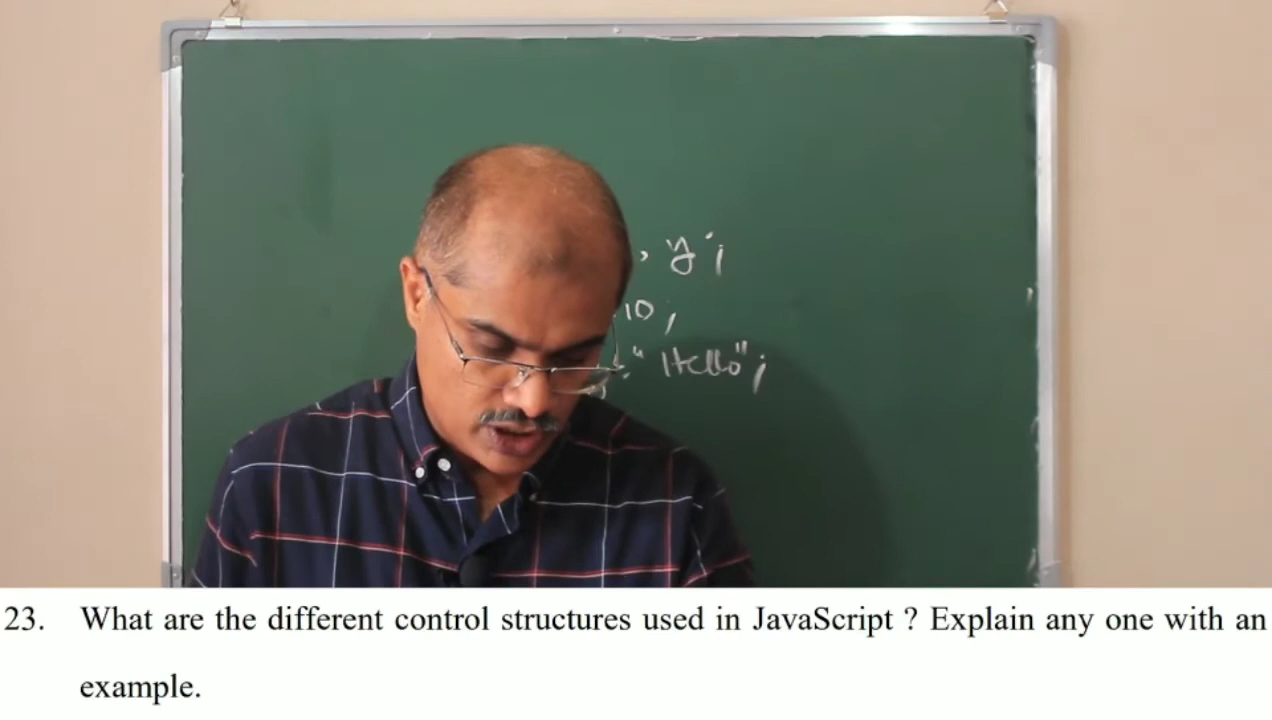 , y;
10;
"Hello";
23. What are the different control structures used in JavaScript ? Explain any one with an
example.